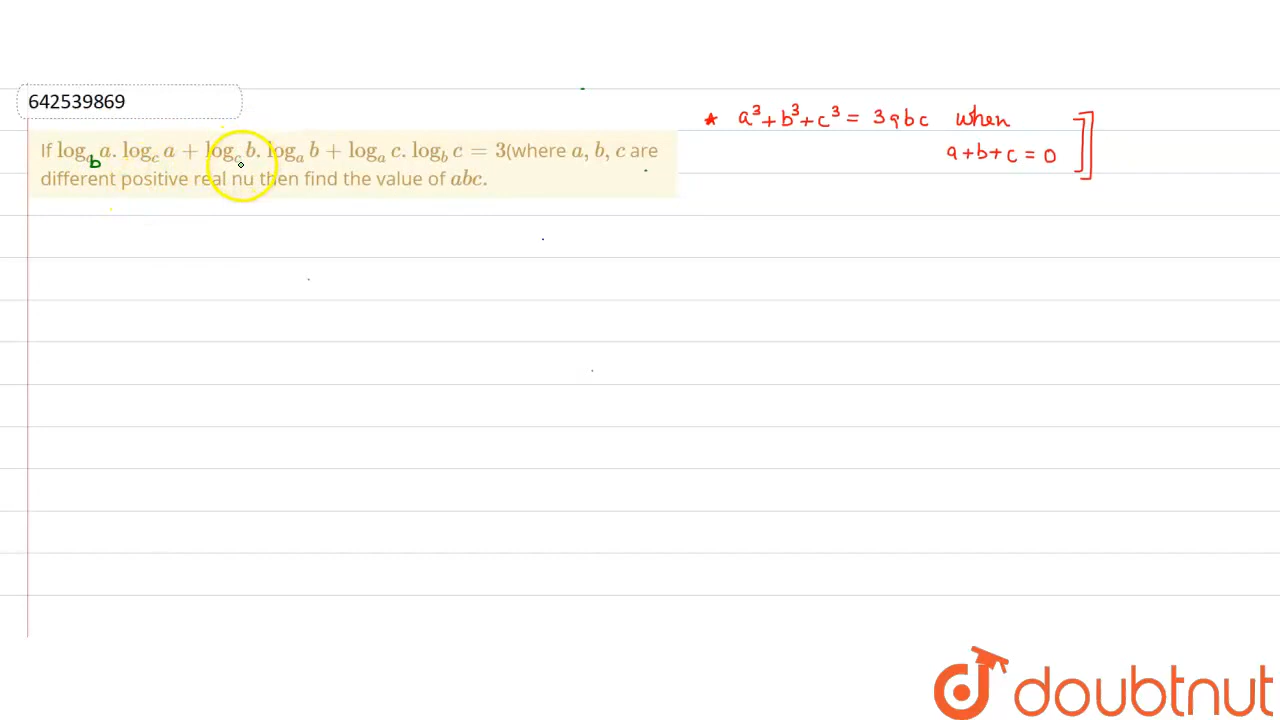 642539869
* a³+b³+c³ = 3abc when
a+b+c = 0
If log_a a. log_c a + log_c b. log_a b + log_a c. log_b c = 3(where a, b, c are
b
different positive real nu then find the value of abc.
doubtnut